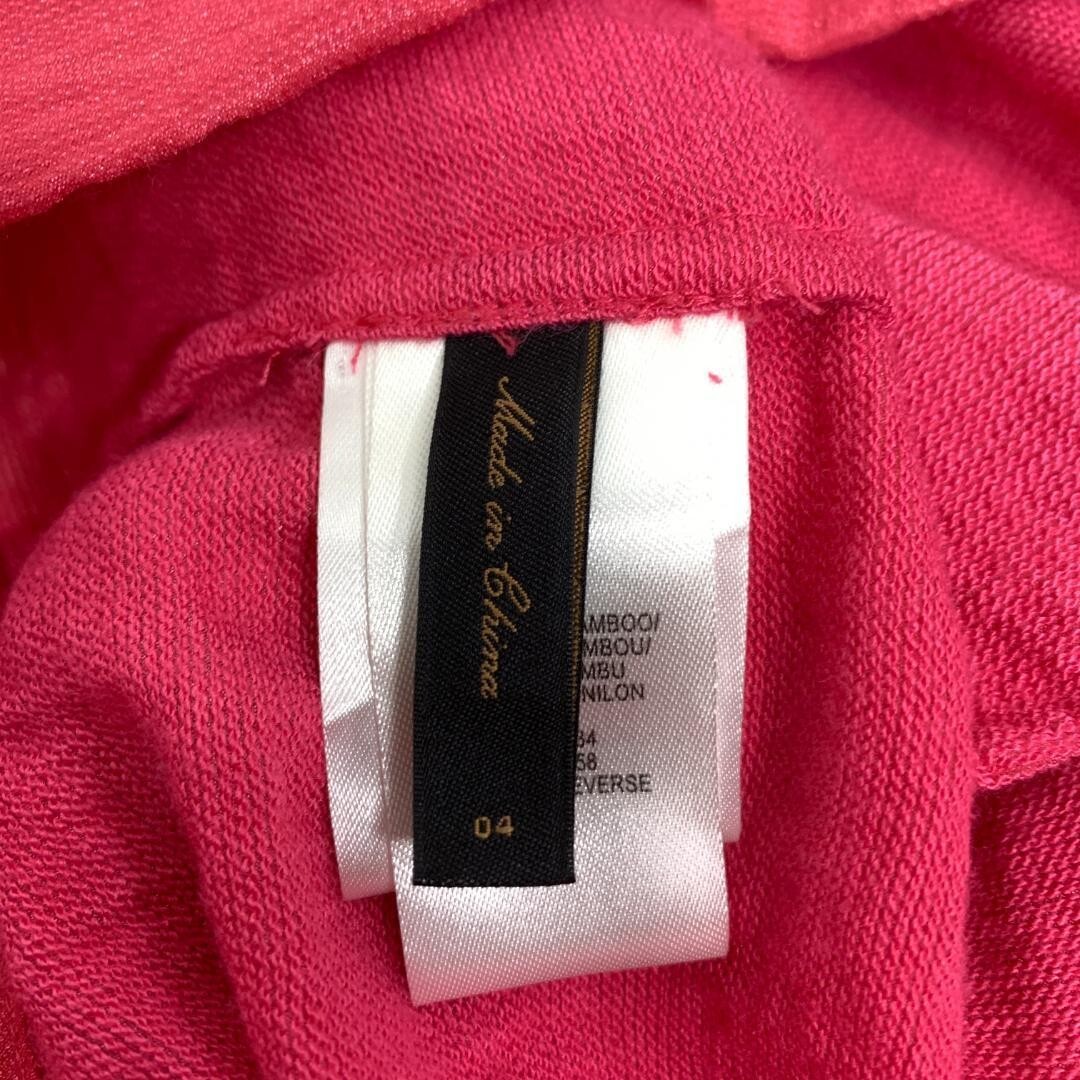 Made in China
04
AMBOO/
MBOU/
MBU
NILON
34
58
EVERSE